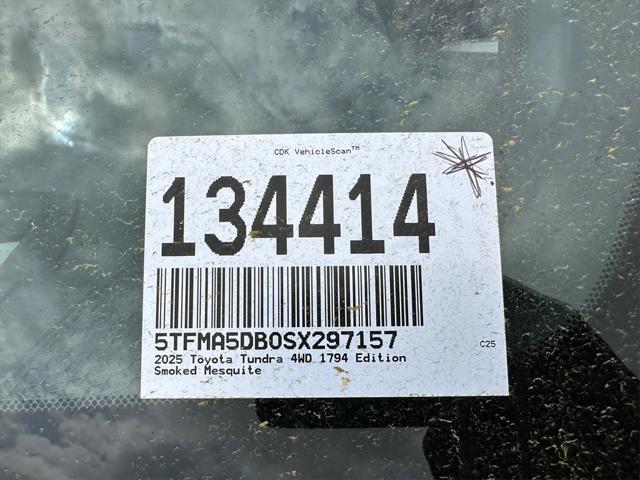 CDK VehicleScan™
134414
5TFMA5DB0SX297157
2025 Toyota Tundra 4WD 1794 Edition
Smoked Mesquite
C25